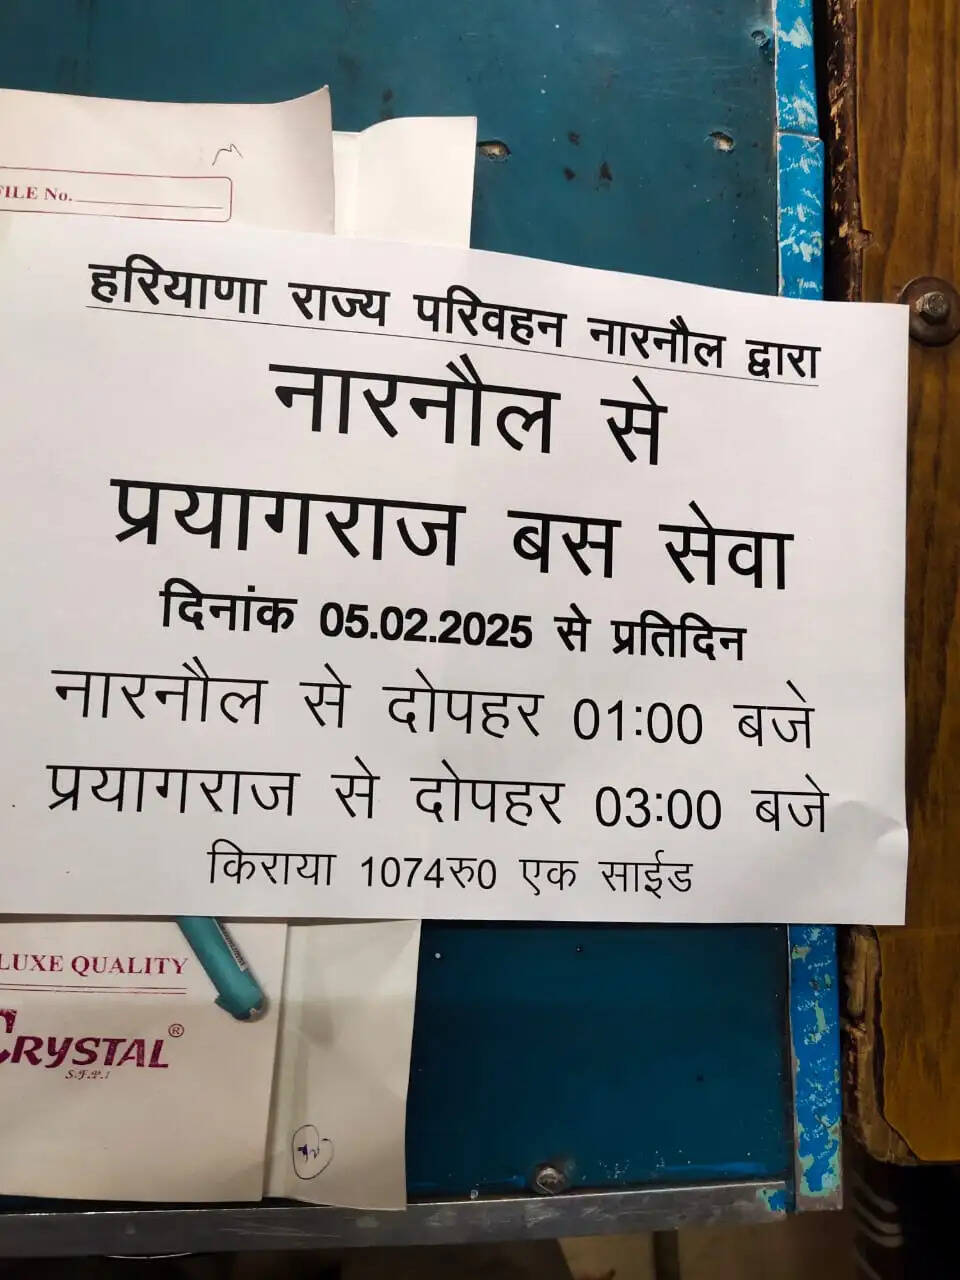 FILE No.
हरियाणा राज्य परिवहन नारनौल द्वारा
नारनौल से
प्रयागराज बस सेवा
दिनांक 05.02.2025 से प्रतिदिन
नारनौल से दोपहर 01:00 बजे
प्रयागराज से दोपहर 03:00 बजे
किराया 1074रु0 एक साईड
LUXE QUALITY
CRYSTAL®
S.F.P.I